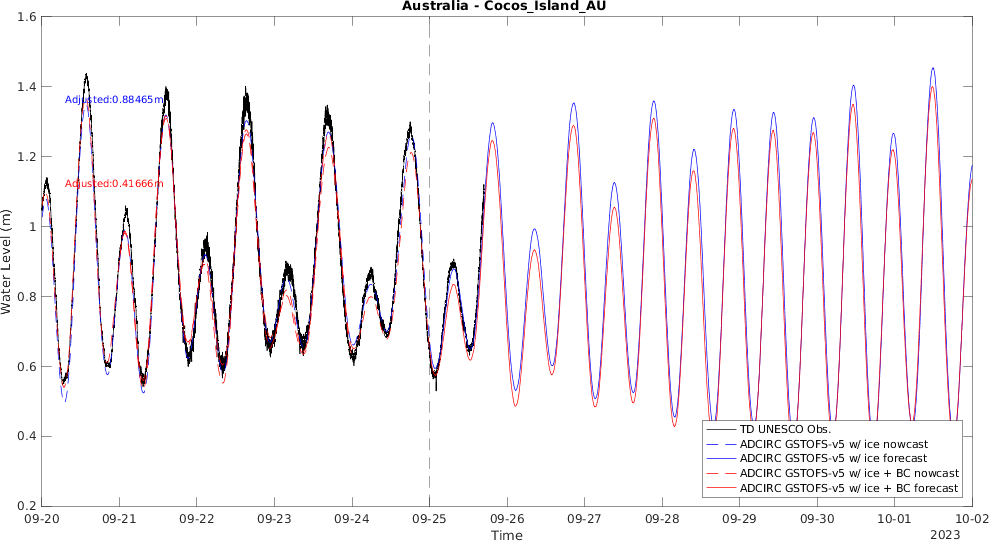 Australia - Cocos_Island_AU
1.6
1.4
1.2
1
0.8
0.6
0.4
0.2
Water Level (m)
Adjusted:0.88465m
Adjusted:0.41666m
TD UNESCO Obs.
ADCIRC GSTOFS-v5 w/ ice nowcast
ADCIRC GSTOFS-v5 w/ ice forecast
ADCIRC GSTOFS-v5 w/ ice + BC nowcast
ADCIRC GSTOFS-v5 w/ ice + BC forecast
09-20 09-21 09-22 09-23 09-24 09-25 09-26 09-27 09-28 09-29 09-30 10-01 10-02
Time
2023